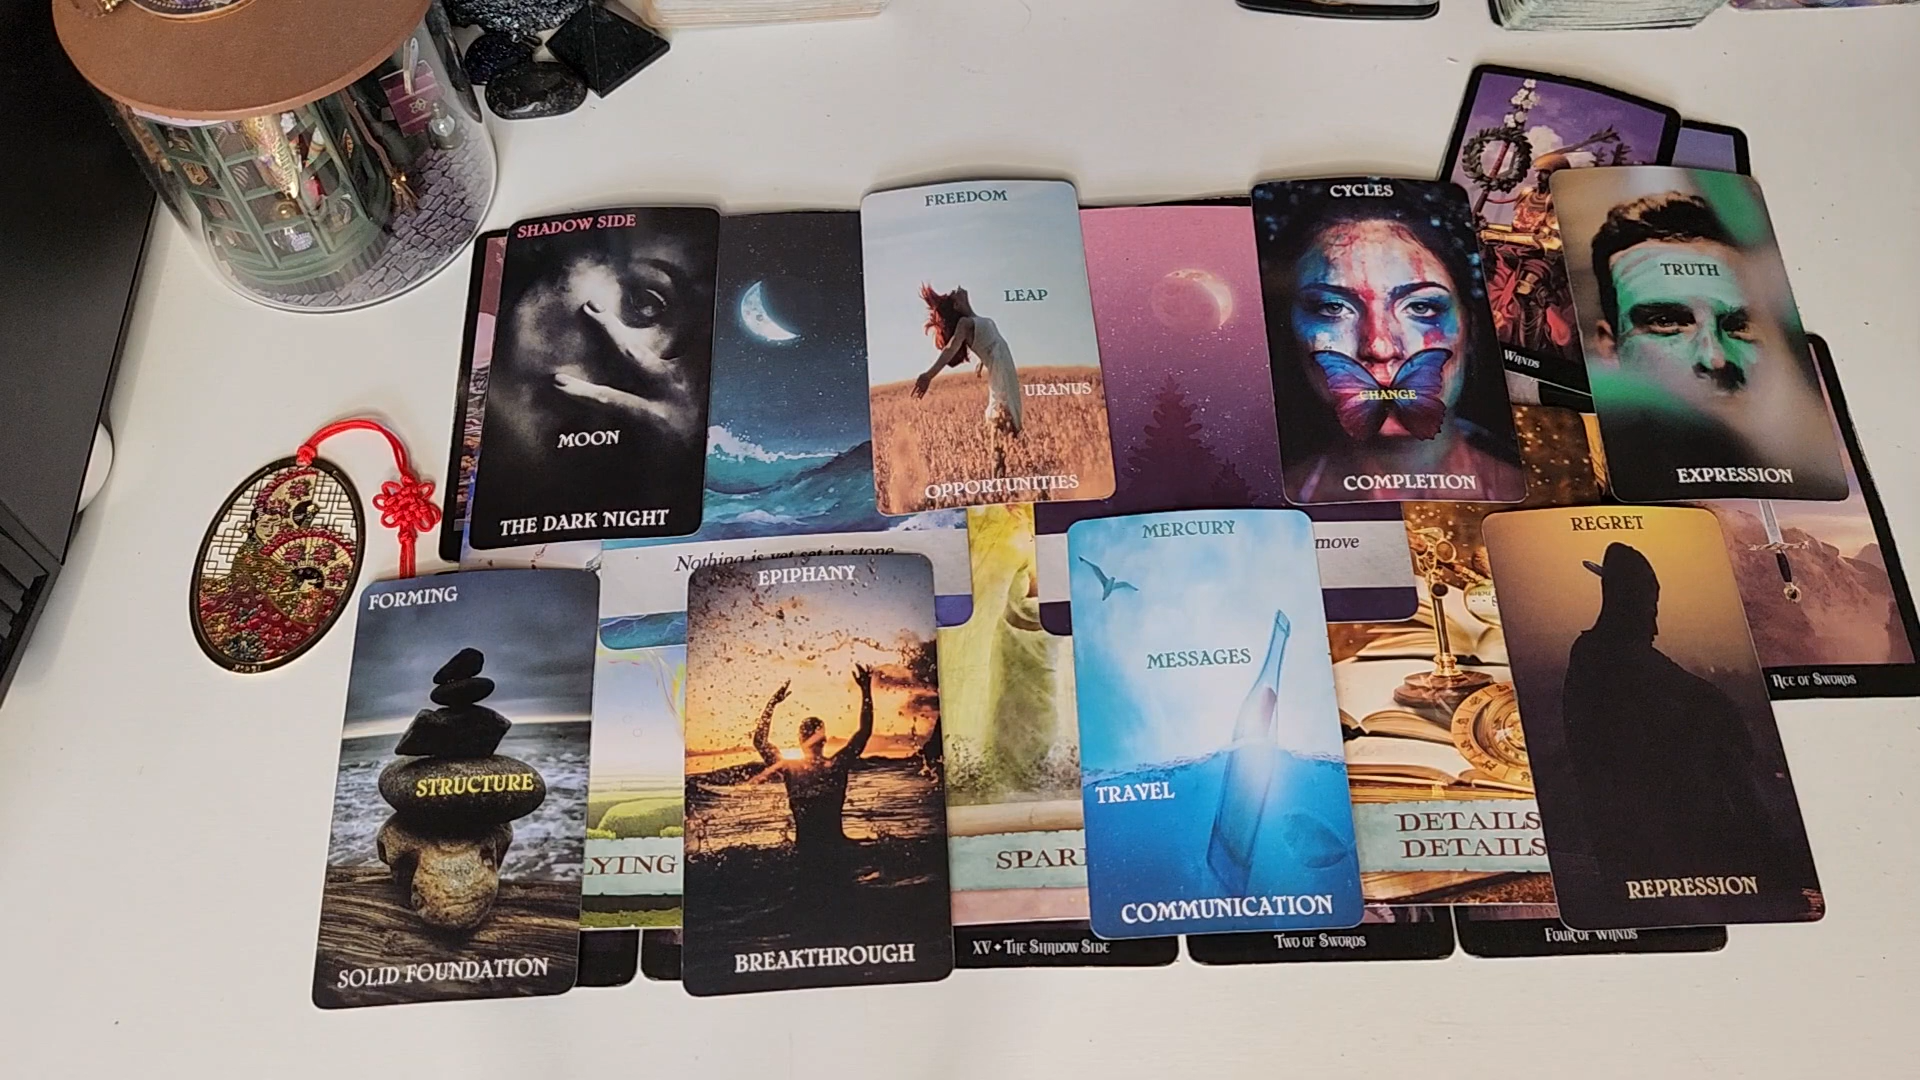 SHADOW SIDE
MOON
THE DARK NIGHT
FREEDOM
LEAP
URANUS
OPPORTUNITIES
CYCLES
CHANGE
COMPLETION
WANDS
TRUTH
EXPRESSION
Nothing is yet set in stone
move
FORMING
STRUCTURE
SOLID FOUNDATION
LYING
EPIPHANY
BREAKTHROUGH
SPAR
XV • THE SHADOW SIDE
MERCURY
MESSAGES
TRAVEL
COMMUNICATION
TWO OF SWORDS
DETAILS
DETAILS
FOUR OF WANDS
REGRET
REPRESSION
ACE OF SWORDS